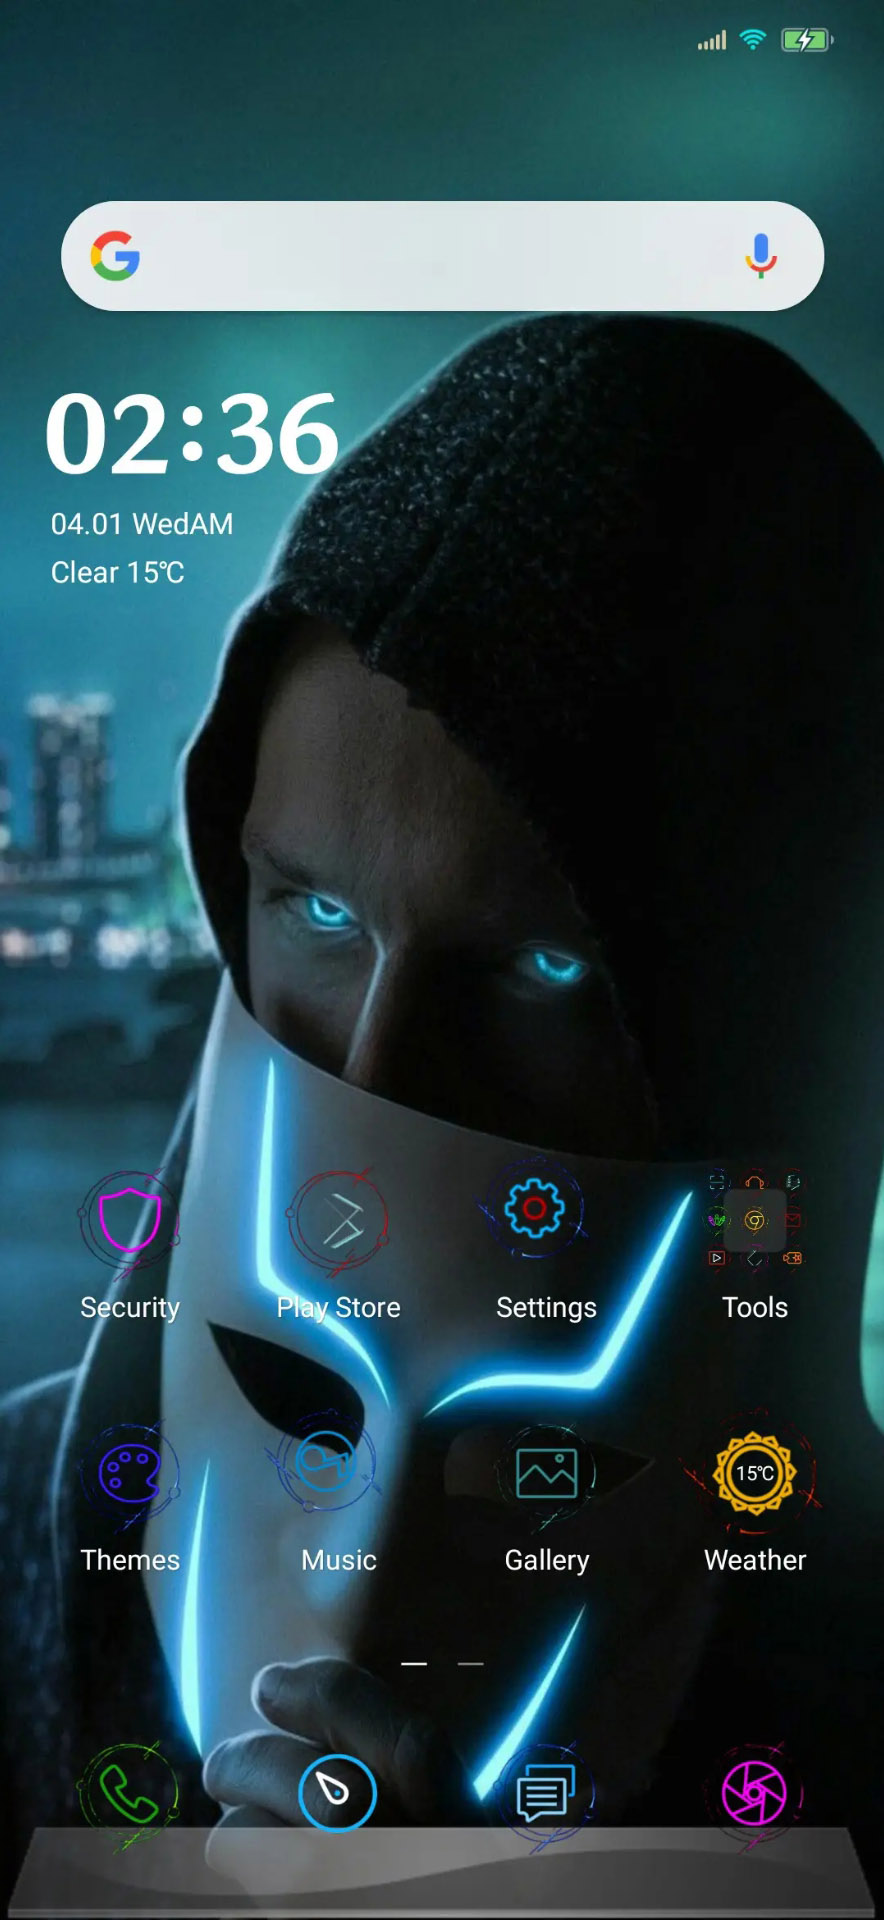 02:36
04.01 WedAM
Clear 15℃
Security
Play Store
Settings
Tools
15℃
Themes
Music
Gallery
Weather